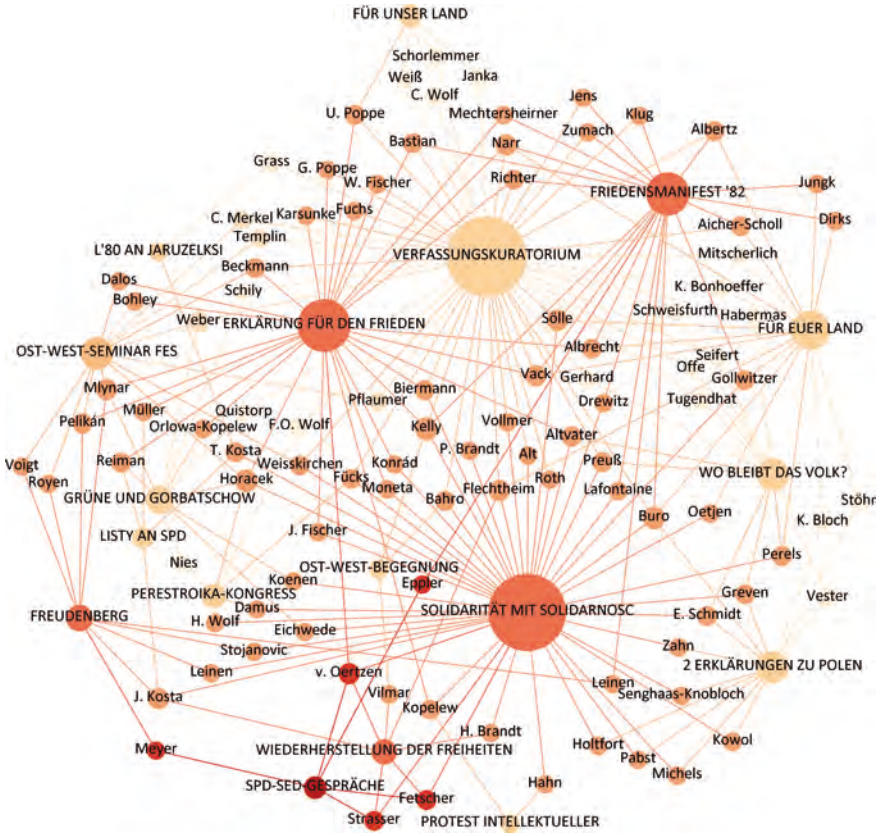 FÜR UNSER LAND
Schorlemmer
Weiß
Janka
C. Wolf
Jens
U. Poppe
Mechtersheirner
Klug
Zumach
Albertz
Bastian
Narr
Grass
G. Poppe
W. Fischer
Richter
FRIEDENSMANIFEST '82
Jungk
C. Merkel
Karsunke
Fuchs
Aicher-Scholl
Dirks
Templin
L'80 AN JARUZELKSI
VERFASSUNGSKURATORIUM
Mitscherlich
Beckmann
Dalos
K. Bonhoeffer
Schily
Bohley
Schweisfurth
Habermas
Weber
ERKLÄRUNG FÜR DEN FRIEDEN
Sölle
FÜR EUER LAND
OST-WEST-SEMINAR FES
Albrecht
Seifert
Offe
Vack
Gerhard
Gollwitzer
Mlynar
Pflaumer
Biermann
Drewitz
Tugendhat
Pelikán
Müller
Quistorp
Orlowa-Kopelew
F.O. Wolf
Kelly
Vollmer
Altvater
Voigt
Reiman
T. Kosta
Weisskirchen
Konrád
P. Brandt
Alt
Preuß
WO BLEIBT DAS VOLK?
Royen
Horacek
Fücks
Moneta
Flechtheim
Roth
Lafontaine
Stöhr
GRÜNE UND GORBATSCHOW
Bahro
Buro
Oetjen
K. Bloch
LISTY AN SPD
J. Fischer
Nies
OST-WEST-BEGEGNUNG
Perels
Koenen
Eppler
PERESTROIKA-KONGRESS
Greven
Vester
FREUDENBERG
Damus
SOLIDARITÄT MIT SOLIDARNOSC
E. Schmidt
H. Wolf
Eichwede
Stojanovic
Zahn
2 ERKLÄRUNGEN ZU POLEN
Leinen
v. Oertzen
Leinen
Senghaas-Knobloch
J. Kosta
Vilmar
Kopelew
H. Brandt
Meyer
WIEDERHERSTELLUNG DER FREIHEITEN
Holtfort
Kowol
Pabst
SPD-SED-GESPRÄCHE
Hahn
Michels
Fetscher
Strasser
PROTEST INTELLEKTUELLER